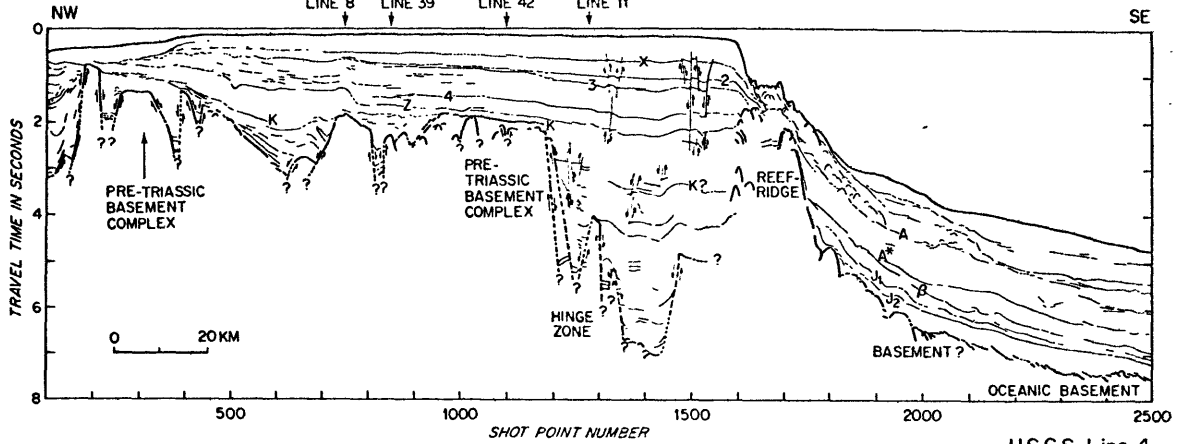 NW
LINE 8
LINE 39
LINE 42
LINE 11
SE
0
2
4
6
8
TRAVEL TIME IN SECONDS
X
3
2
4
Z
K
K
K?
? ?
?
?
?
?
? ?
?
? ?
PRE-TRIASSIC
BASEMENT
COMPLEX
PRE-
TRIASSIC
BASEMENT
COMPLEX
REEF-
RIDGE
A
A*
J1
J2
β
?
?
?
?
?
HINGE
ZONE
0 20 KM
BASEMENT ?
OCEANIC BASEMENT
500
1000
1500
2000
2500
SHOT POINT NUMBER
U.S.G.S. Line 4